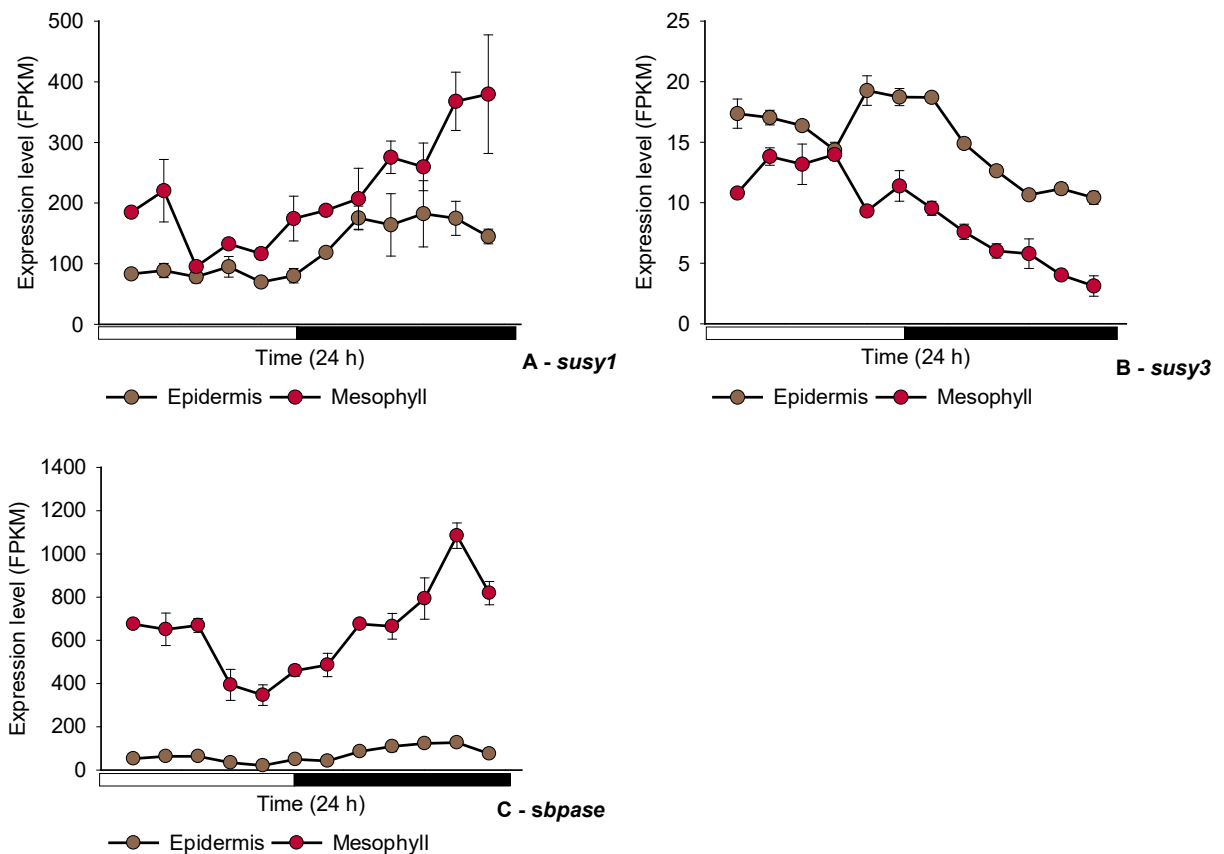 Expression level (FPKM)
500
400
300
200
100
0
Time (24 h)
A - susy1
Epidermis Mesophyll
Expression level (FPKM)
25
20
15
10
5
0
Time (24 h)
B - susy3
Epidermis Mesophyll
Expression level (FPKM)
1400
1200
1000
800
600
400
200
0
Time (24 h)
C - sbpase
Epidermis Mesophyll